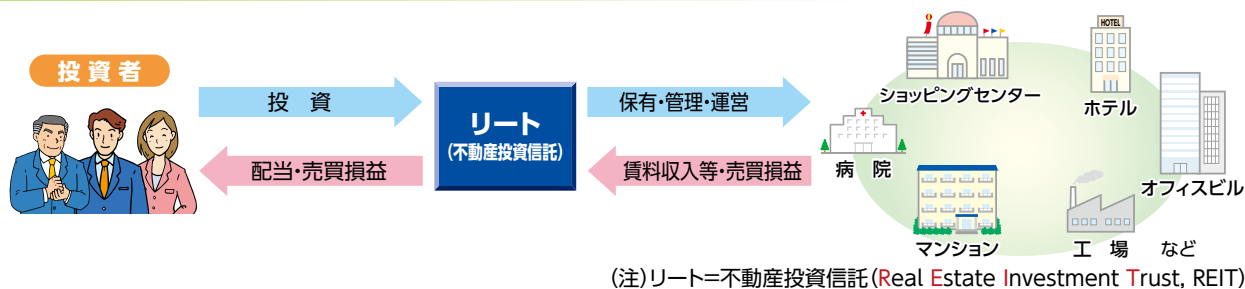 投資者
投　資
配当・売買損益
リート
(不動産投資信託)
保有・管理・運営
賃料収入等・売買損益
ショッピングセンター
HOTEL
ホテル
病　院
オフィスビル
マンション
工　場　など
(注)リート=不動産投資信託(Real Estate Investment Trust, REIT)